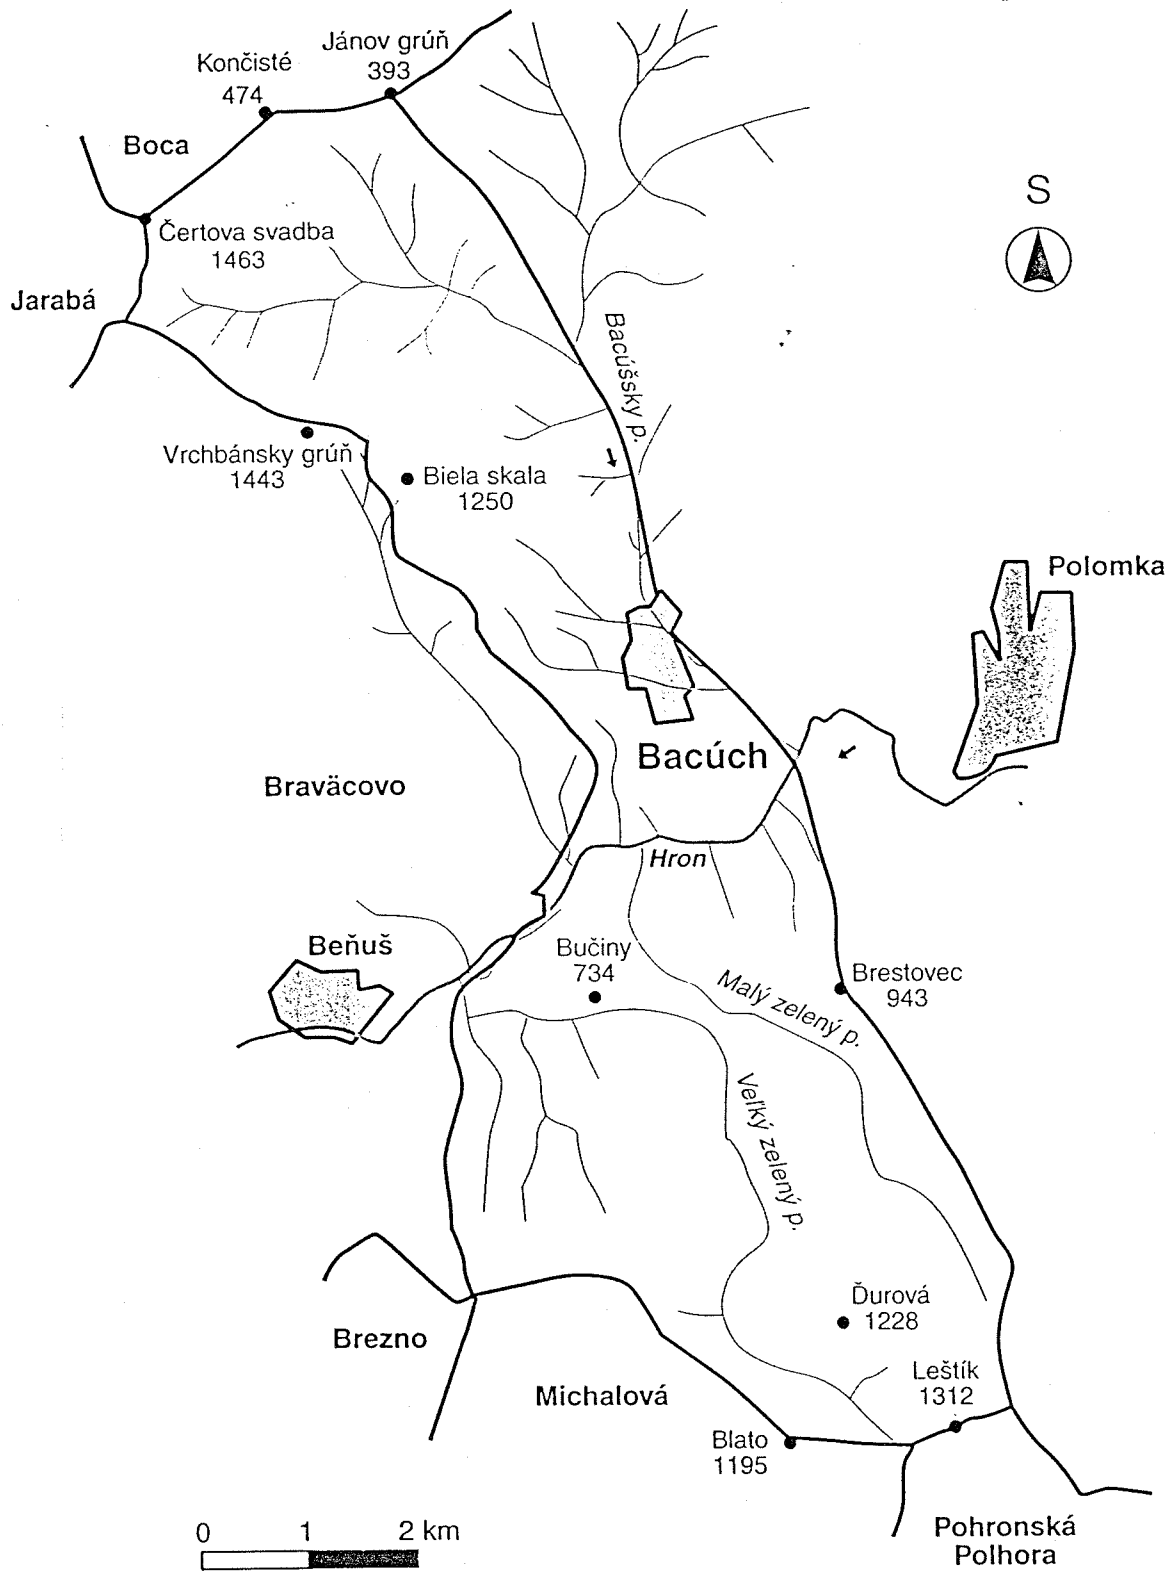 Jánov grúň
393
Končisté
474
Boca
S
Čertova svadba
1463
Jarabá
Bacúšsky p.
Vrchbánsky grúň
1443
Biela skala
1250
Polomka
Bacúch
Braväcovo
Hron
Beňuš
Bučiny
734
Malý zelený p.
Brestovec
943
Veľký zelený p.
Ďurová
1228
Brezno
Leštík
1312
Michalová
Blato
1195
Pohronská
Polhora
0 1 2 km